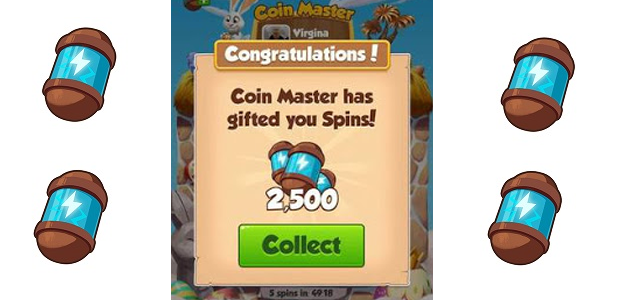 Coin Master
Virgina
Congratulations!
Coin Master has
gifted you Spins!
2,500
Collect
5 spins in 49:18